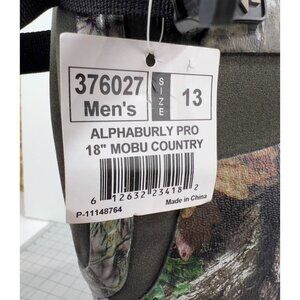 376027
Men's
SIZE
13
ALPHABURLY PRO
18" MOBU COUNTRY
6 12632 23418 2
P-11148764
Made in China